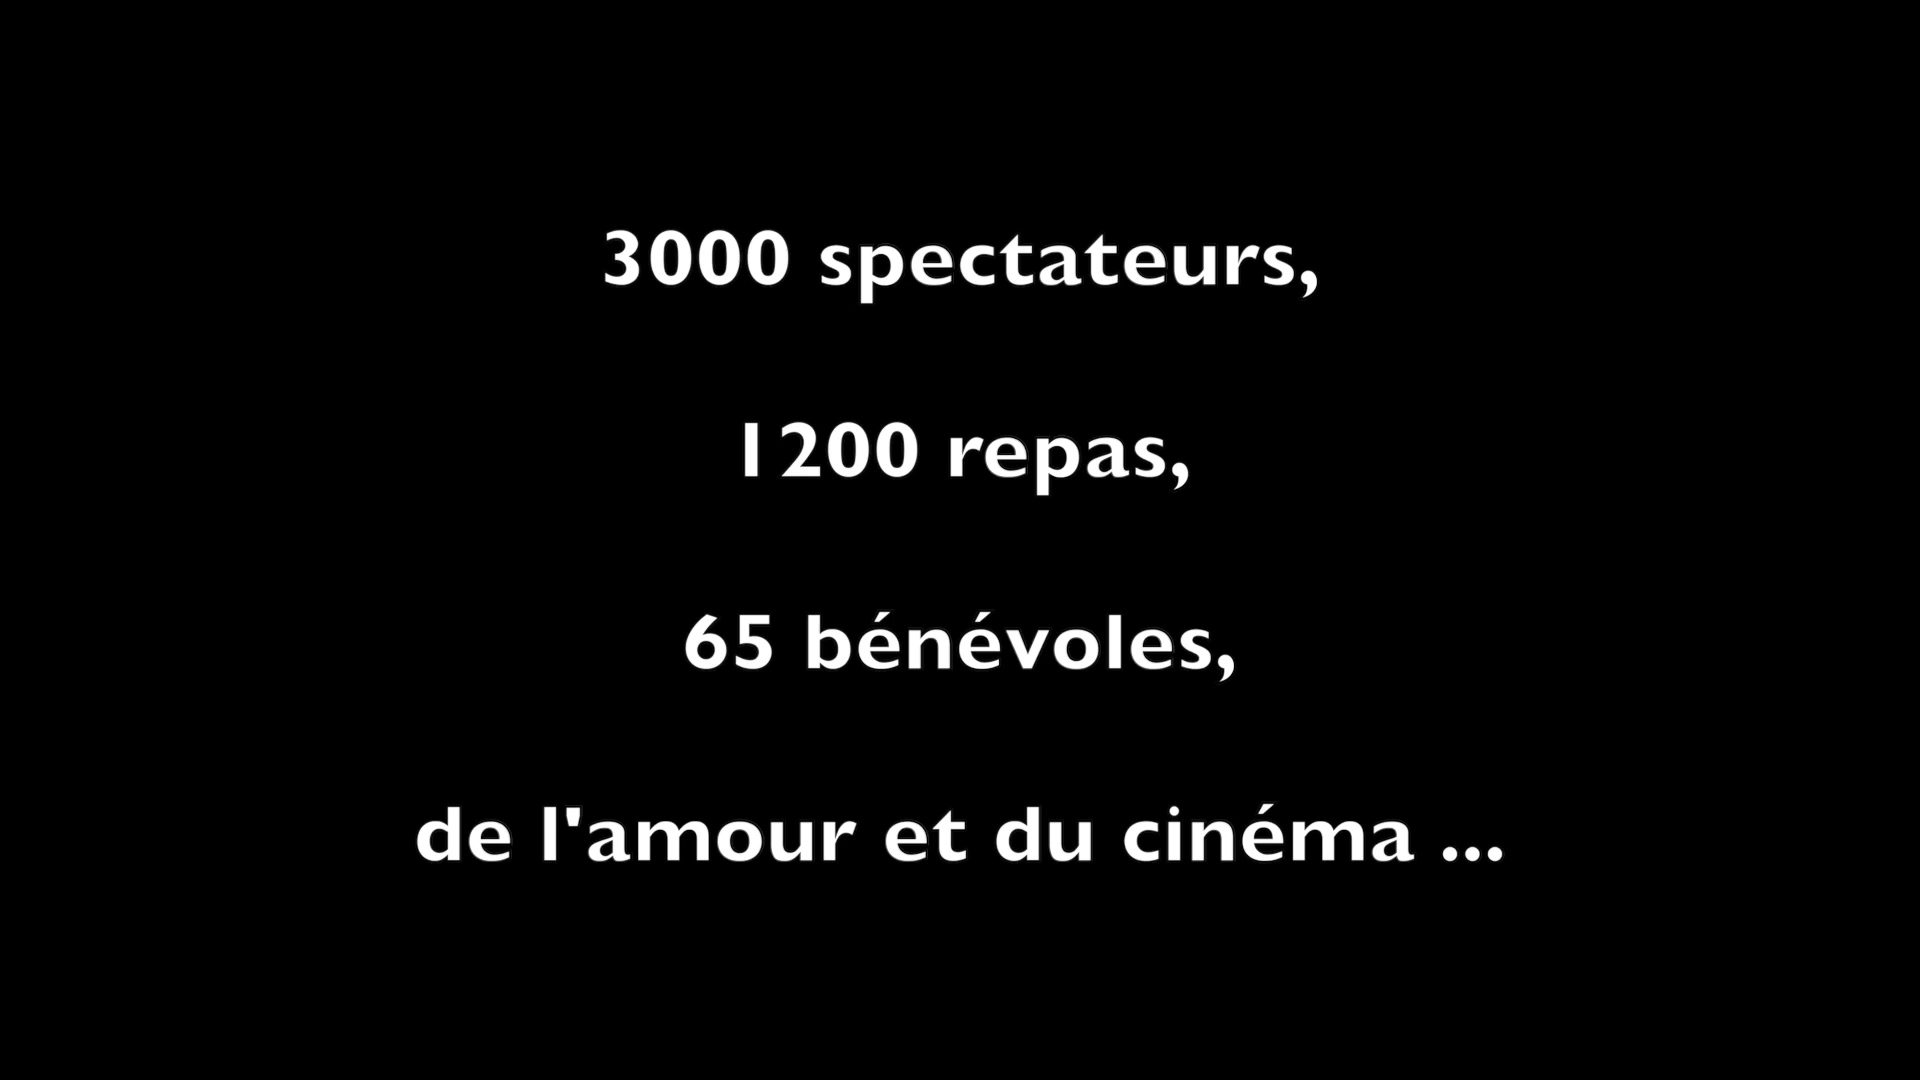 3000 spectateurs,
1200 repas,
65 bénévoles,
de l'amour et du cinéma ...